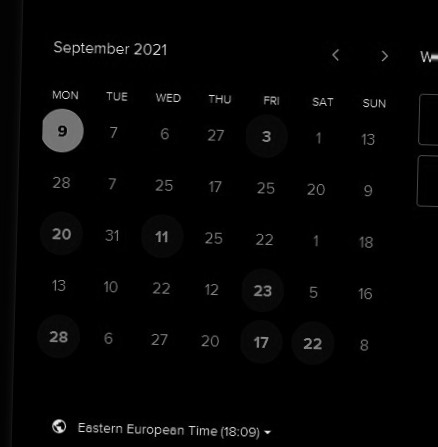 September 2021
W
MON TUE WED THU FRI SAT SUN
9 7 6 27 3 1 13
28 7 25 17 25 20 9
20 31 11 25 22 1 18
13 10 22 12 23 5 16
28 6 27 20 17 22 8
Eastern European Time (18:09)